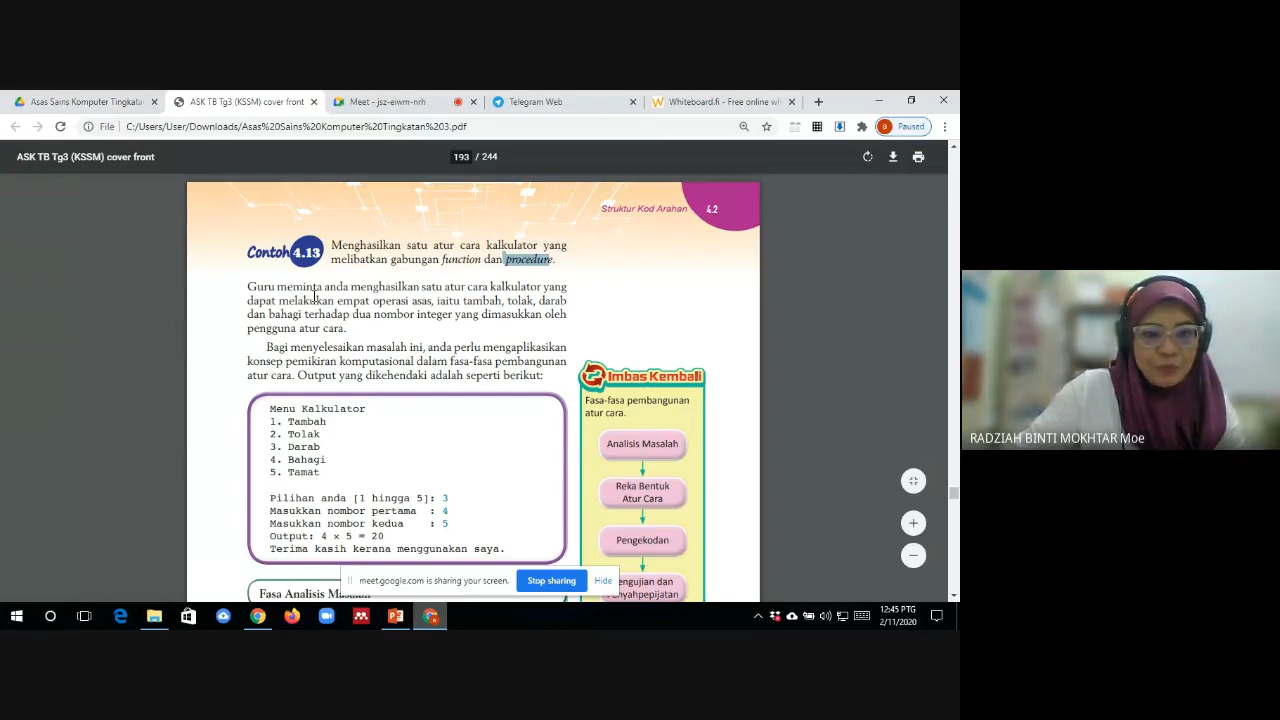 Asas Sains Komputer Tingkata
ASK TB Tg3 (KSSM) cover front
Meet - jsz-eiwm-nrh
Telegram Web
Whiteboard.fi - Free online wh
File
C:/Users/User/Downloads/Asas%20Sains%20Komputer%20Tingkatan%203.pdf
Paused
ASK TB Tg3 (KSSM) cover front
193 / 244
Struktur Kod Arahan 4.2
Contoh 4.13
Menghasilkan satu atur cara kalkulator yang
melibatkan gabungan function dan procedure.
Guru meminta anda menghasilkan satu atur cara kalkulator yang
dapat melakukan empat operasi asas, iaitu tambah, tolak, darab
dan bahagi terhadap dua nombor integer yang dimasukkan oleh
pengguna atur cara.
Bagi menyelesaikan masalah ini, anda perlu mengaplikasikan
konsep pemikiran komputasional dalam fasa-fasa pembangunan
atur cara. Output yang dikehendaki adalah seperti berikut:
Menu Kalkulator
1. Tambah
2. Tolak
3. Darab
4. Bahagi
5. Tamat
Pilihan anda [1 hingga 5]: 3
Masukkan nombor pertama : 4
Masukkan nombor kedua : 5
Output: 4 × 5 = 20
Terima kasih kerana menggunakan saya.
Fasa Analisis Masalah
Imbas Kembali
Fasa-fasa pembangunan
atur cara.
Analisis Masalah
Reka Bentuk
Atur Cara
Pengekodan
engujian dan
nyahpepijatan
meet.google.com is sharing your screen.
Stop sharing
Hide
RADZIAH BINTI MOKHTAR Moe
12:45 PTG
2/11/2020